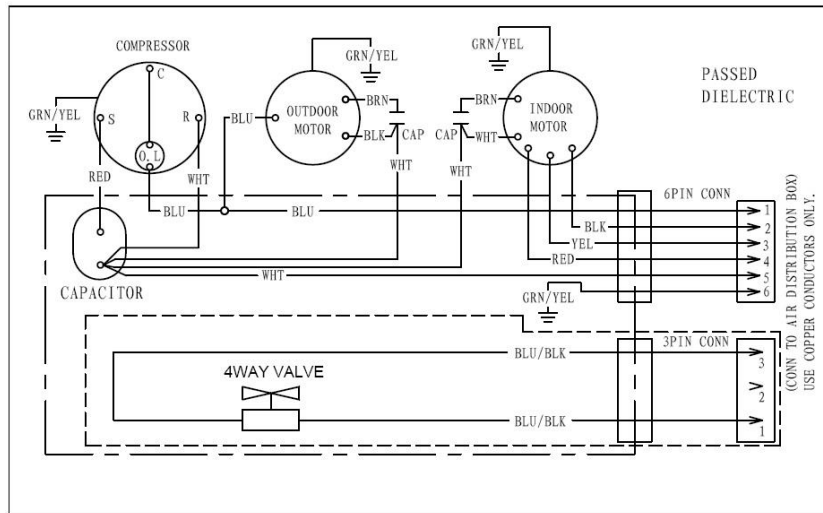 COMPRESSOR
C
S
R
O.L
GRN/YEL
RED
WHT
GRN/YEL
OUTDOOR
MOTOR
BLU
BRN
BLK
CAP
WHT
GRN/YEL
INDOOR
MOTOR
BRN
WHT
CAP
WHT
PASSED
DIELECTRIC
BLU
BLU
6PIN CONN
BLK
YEL
RED
WHT
GRN/YEL
1
2
3
4
5
6
CAPACITOR
(CONN TO AIR DISTRIBUTION BOX)
USE COPPER CONDUCTORS ONLY.
4WAY VALVE
BLU/BLK
BLU/BLK
3PIN CONN
3
2
1